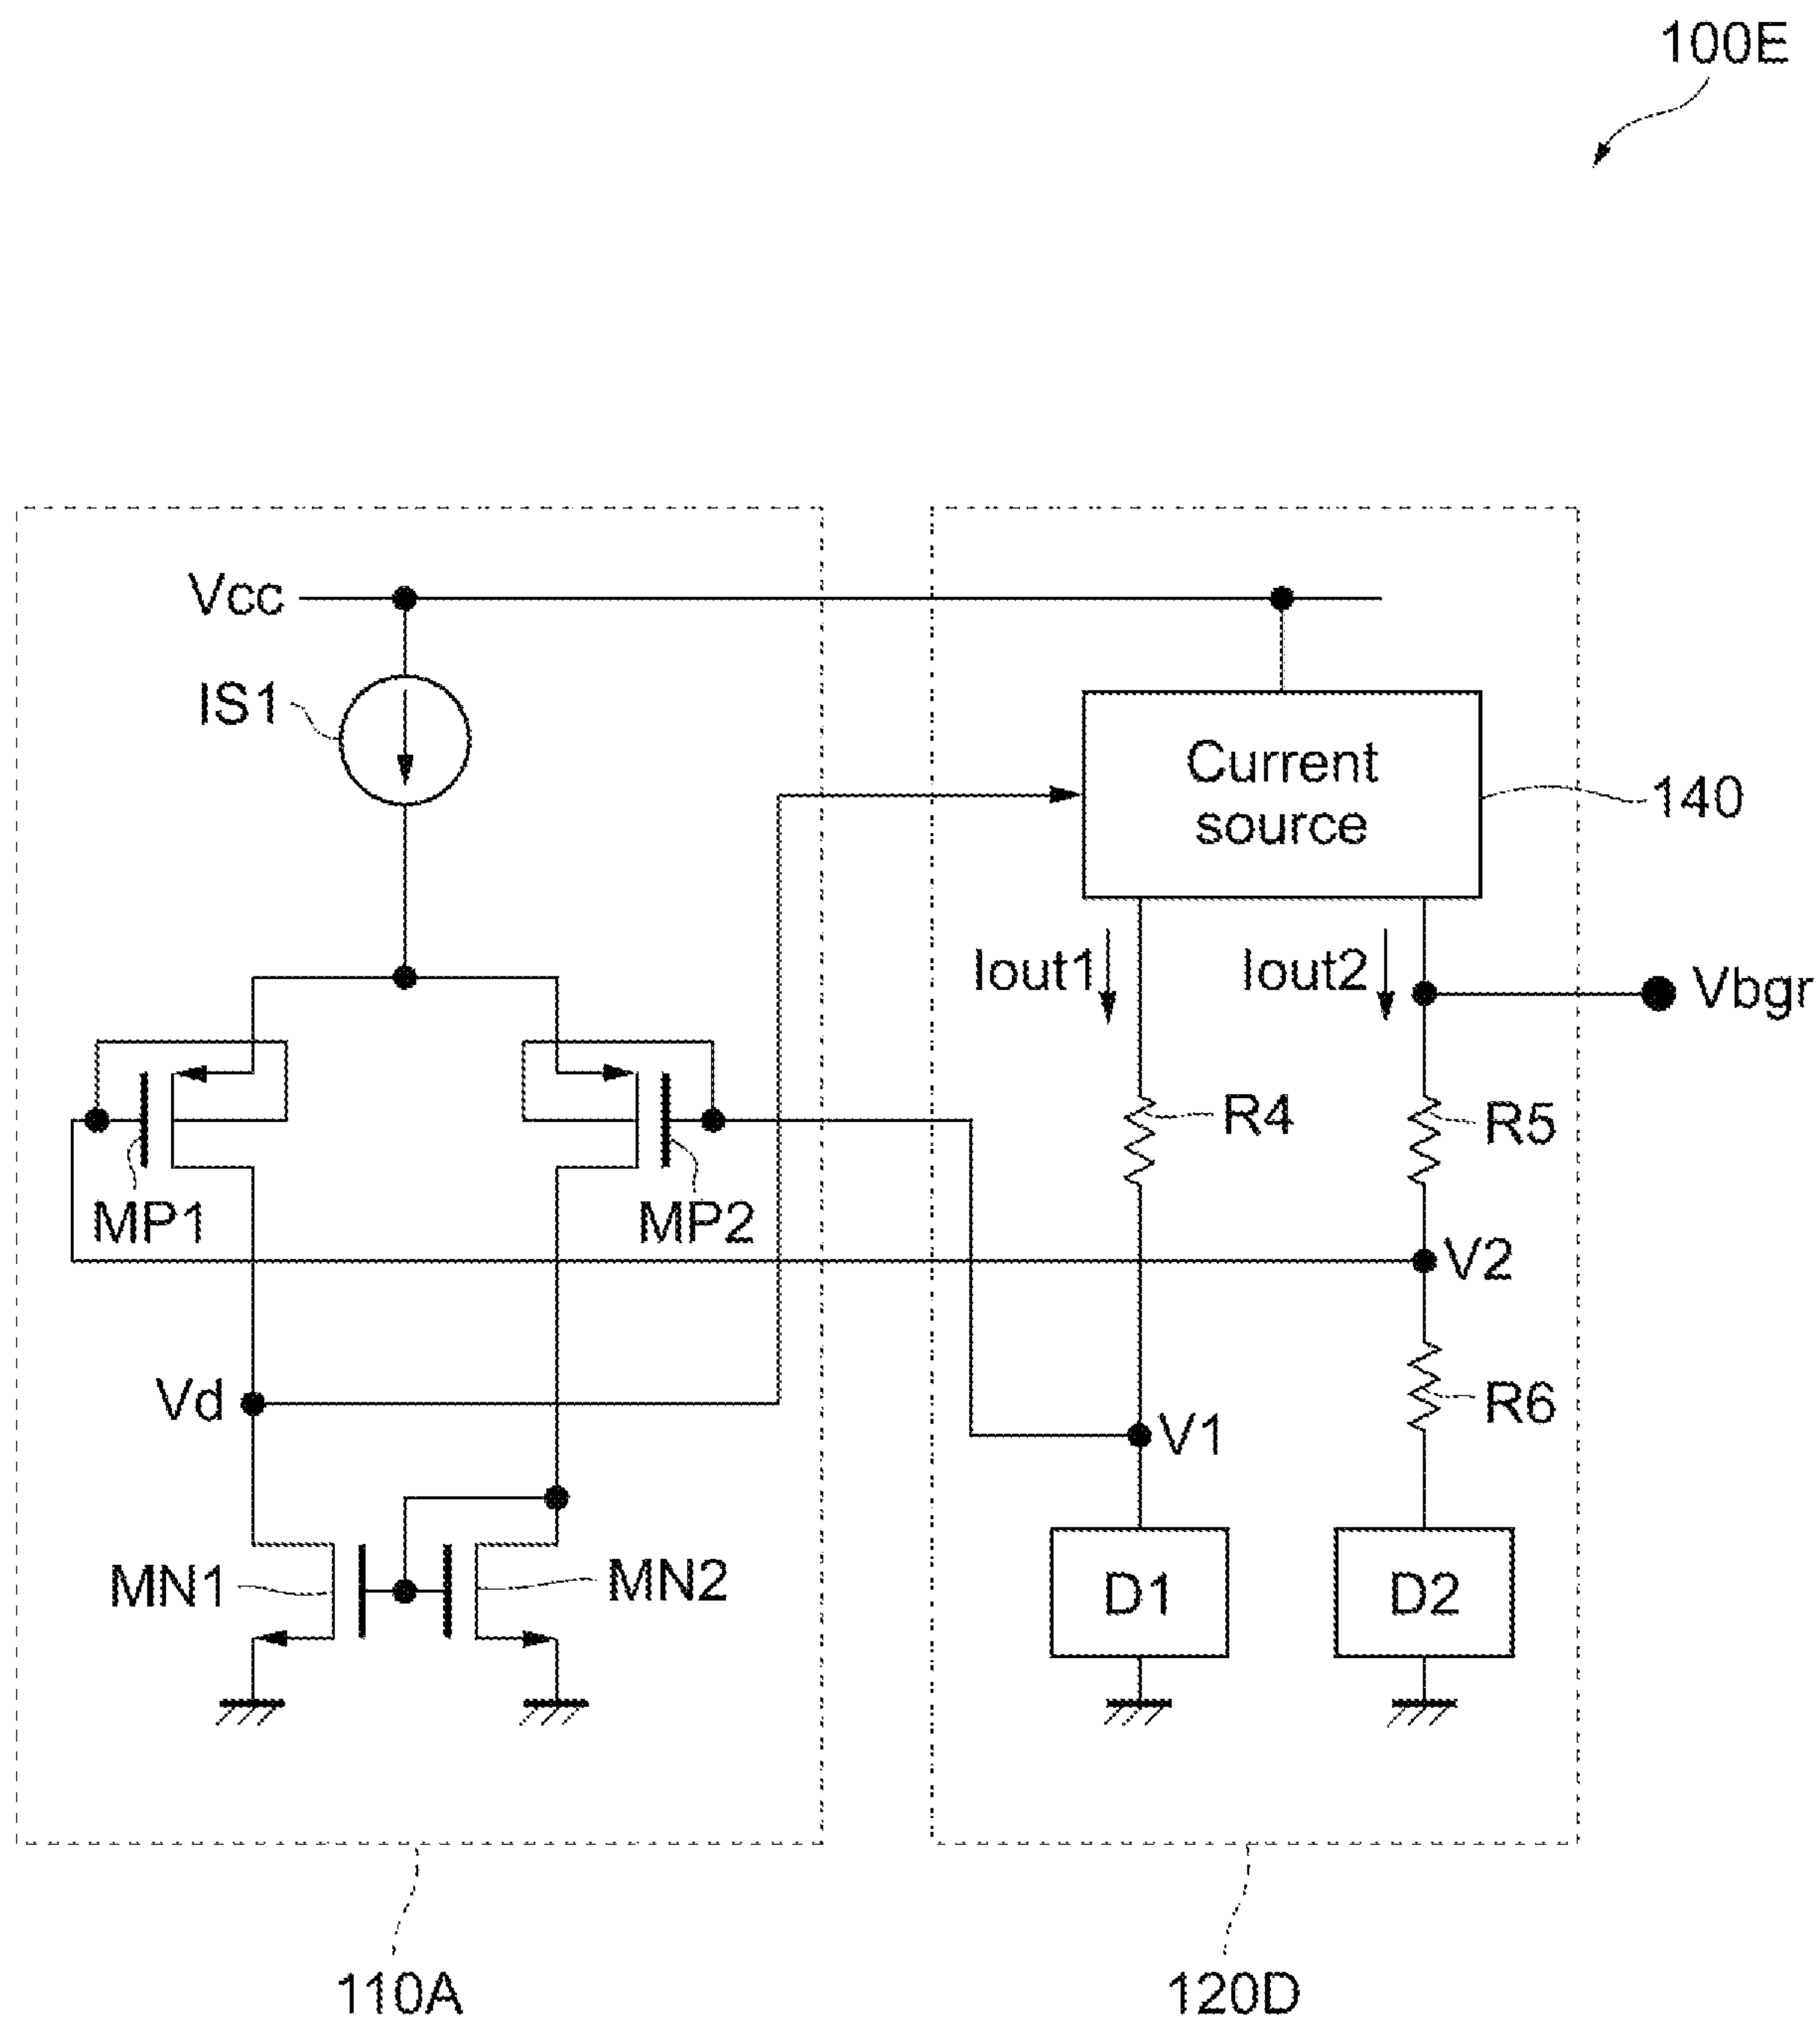 100E
Vcc
IS1
Current
source
140
Iout1
Iout2
Vbgr
R4
R5
MP1
MP2
V2
Vd
R6
V1
MN1
MN2
D1
D2
110A
120D